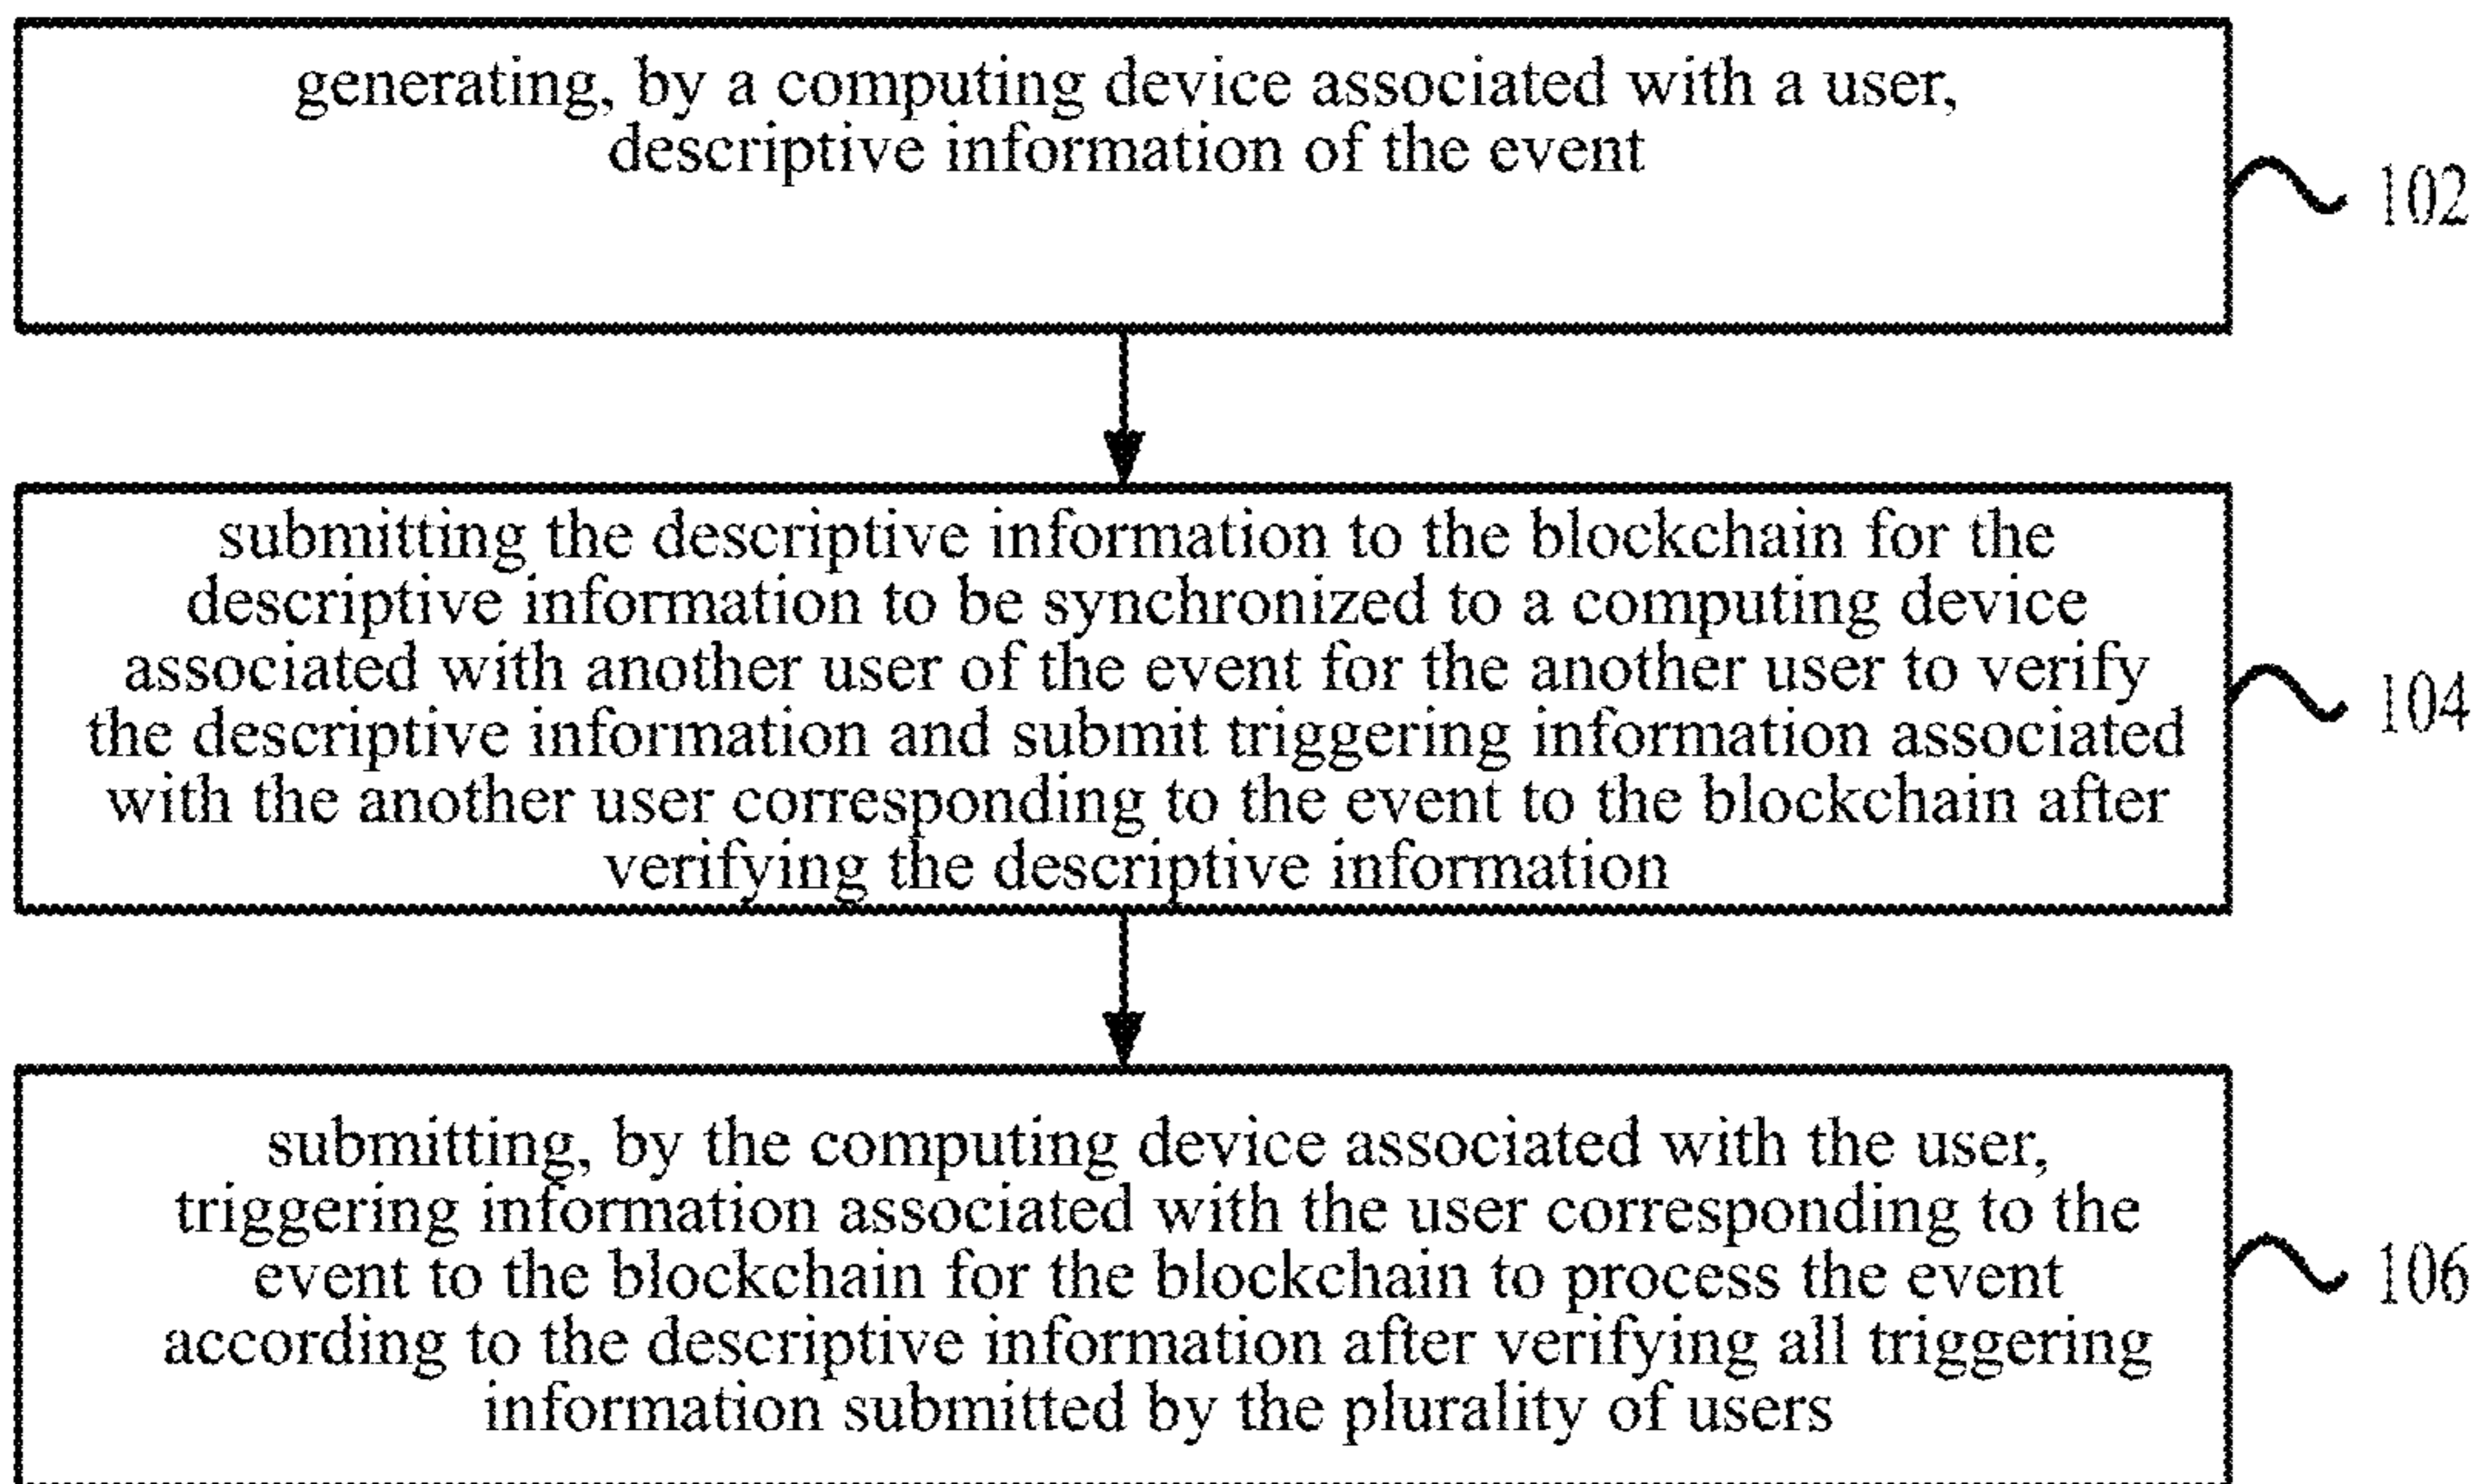 generating, by a computing device associated with a user,
descriptive information of the event
102
submitting the descriptive information to the blockchain for the
descriptive information to be synchronized to a computing device
associated with another user of the event for the another user to verify
the descriptive information and submit triggering information associated
with the another user corresponding to the event to the blockchain after
verifying the descriptive information
104
submitting, by the computing device associated with the user,
triggering information associated with the user corresponding to the
event to the blockchain for the blockchain to process the event
according to the descriptive information after verifying all triggering
information submitted by the plurality of users
106